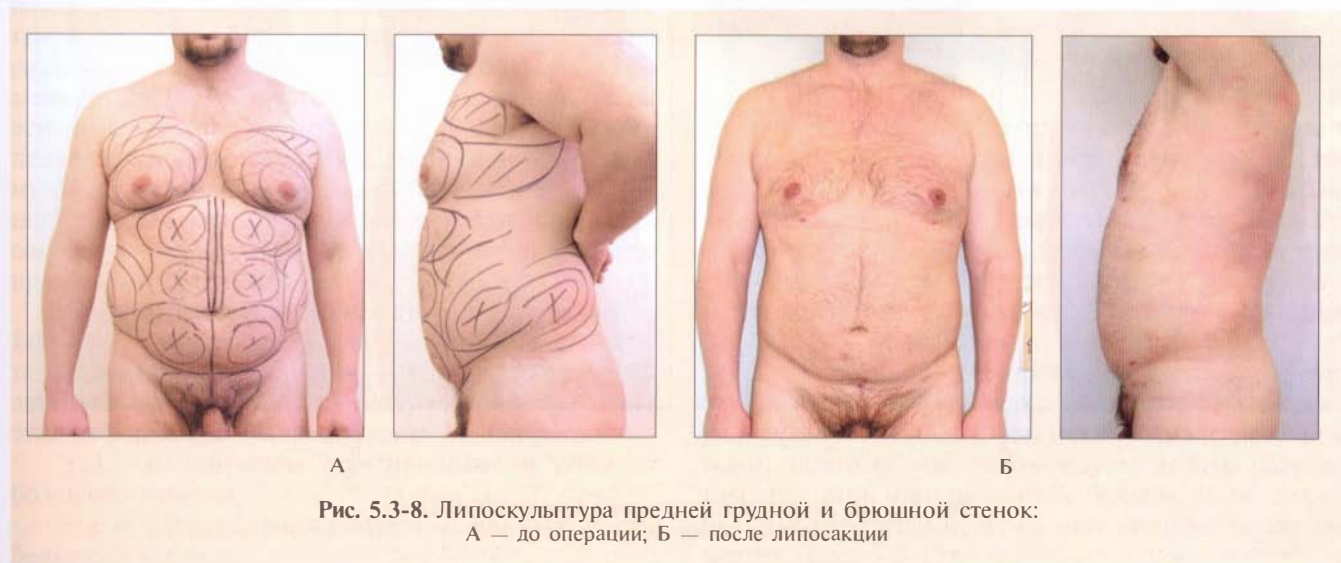 А
Б
Рис. 5.3-8. Липоскульптура предней грудной и брюшной стенок:
А — до операции; Б — после липосакции